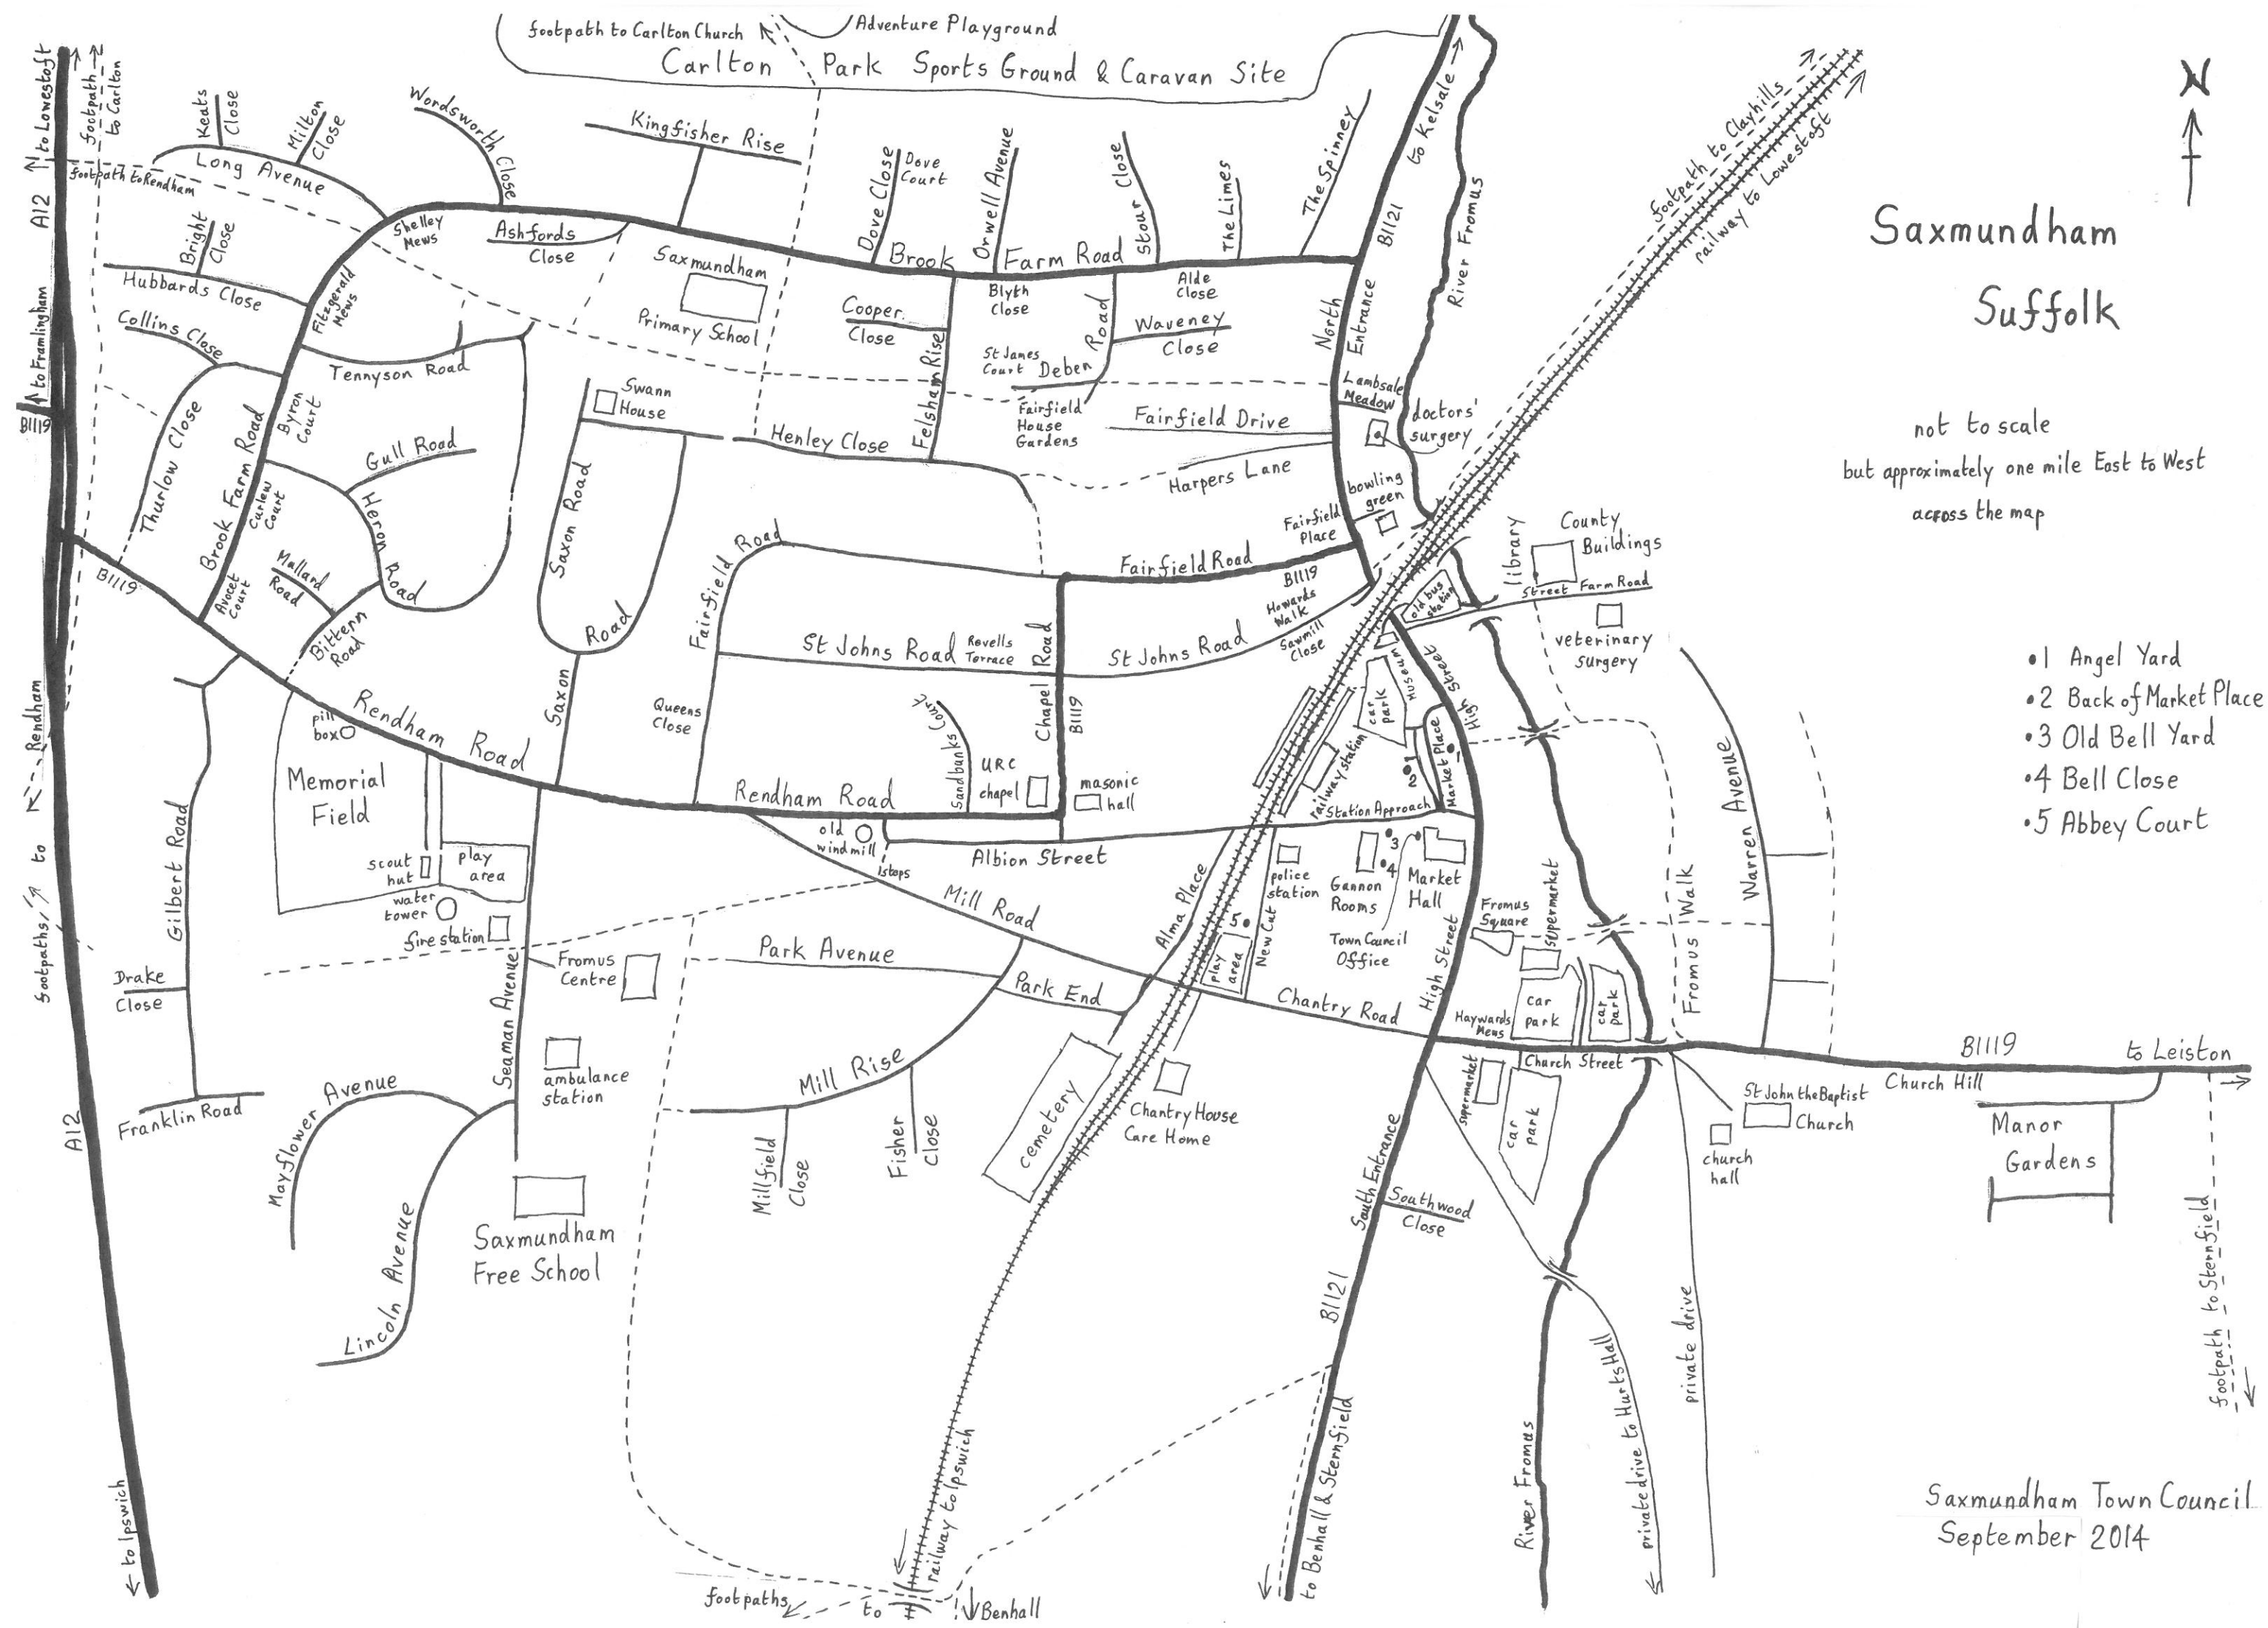 footpath to Carlton Church
Adventure Playground
Carlton Park Sports Ground & Caravan Site
N
Saxmundham
Suffolk
not to scale
but approximately one mile East to West
across the map
•1 Angel Yard
•2 Back of Market Place
•3 Old Bell Yard
•4 Bell Close
•5 Abbey Court
Saxmundham Town Council
September 2014
A12 to Lowestoft
footpath
to Carlton
Keats
Close
Milton
Close
Long Avenue
footpath to Rendham
Wordsworth Close
Kingfisher Rise
Dove Close
Dove
Court
Orwell Avenue
Stour Close
The Limes
The Spinney
to Kelsale
B1121
River Fromus
footpath to Clayhills
railway to Lowestoft
Bright
Close
Hubbards Close
Shelley
Mews
Ashfords
Close
Fitzgerald
Mews
Saxmundham
Primary School
Brook Farm Road
Cooper
Close
Blyth
Close
Alde
Close
Waveney
Close
Deben Road
St James
Court
North
Entrance
Collins Close
to Framlingham
B1119
Tennyson Road
Byron
Court
Thurlow Close
Brook Farm Road
Gull Road
Curlew
Court
Heron Road
Mallard
Road
Avocet
Court
Bittern
Road
B1119
Swann
House
Saxon Road
Road
Saxon
Henley Close
Felsham Rise
Fairfield
House
Gardens
Fairfield Drive
Lambsale
Meadow
doctors'
surgery
Harpers Lane
bowling
green
Fairfield
Place
Fairfield Road
Fairfield Road
B1119
Howards
Walk
Sawmill
Close
St Johns Road
Revells
Terrace
St Johns Road
Chapel Road
B1119
Queens
Close
Sandbanks Court
URC
chapel
masonic
hall
library
County
Buildings
Street Farm Road
old bus
station
veterinary
surgery
museum
car
park
High Street
High
Market Place
1
2
railway station
Station Approach
pill
box
Rendham Road
Rendham Road
Memorial
Field
scout
hut
play
area
water
tower
fire station
old
windmill
steps
Albion Street
Mill Road
Alma Place
police
station
Gannon
Rooms
3
4
5
Market
Hall
Town Council
Office
New Cut
play
area
Chantry Road
High Street
Fromus
Square
supermarket
car
park
car
park
Haywards
Mews
Church Street
Fromus Walk
Warren Avenue
B1119
to Leiston
Church Hill
footpaths to Rendham
Gilbert Road
Drake
Close
Franklin Road
Seaman Avenue
Fromus
Centre
ambulance
station
Mayflower Avenue
Lincoln Avenue
Saxmundham
Free School
Park Avenue
Park End
Mill Rise
Millfield
Close
Fisher
Close
cemetery
Chantry House
Care Home
supermarket
car
park
South Entrance
Southwood
Close
B1121
St John the Baptist
Church
church
hall
Manor
Gardens
footpath to Sternfield
private drive
private drive to Hurts Hall
River Fromus
to Benhall & Sternfield
railway to Ipswich
footpaths
to
Benhall
A12
to Ipswich